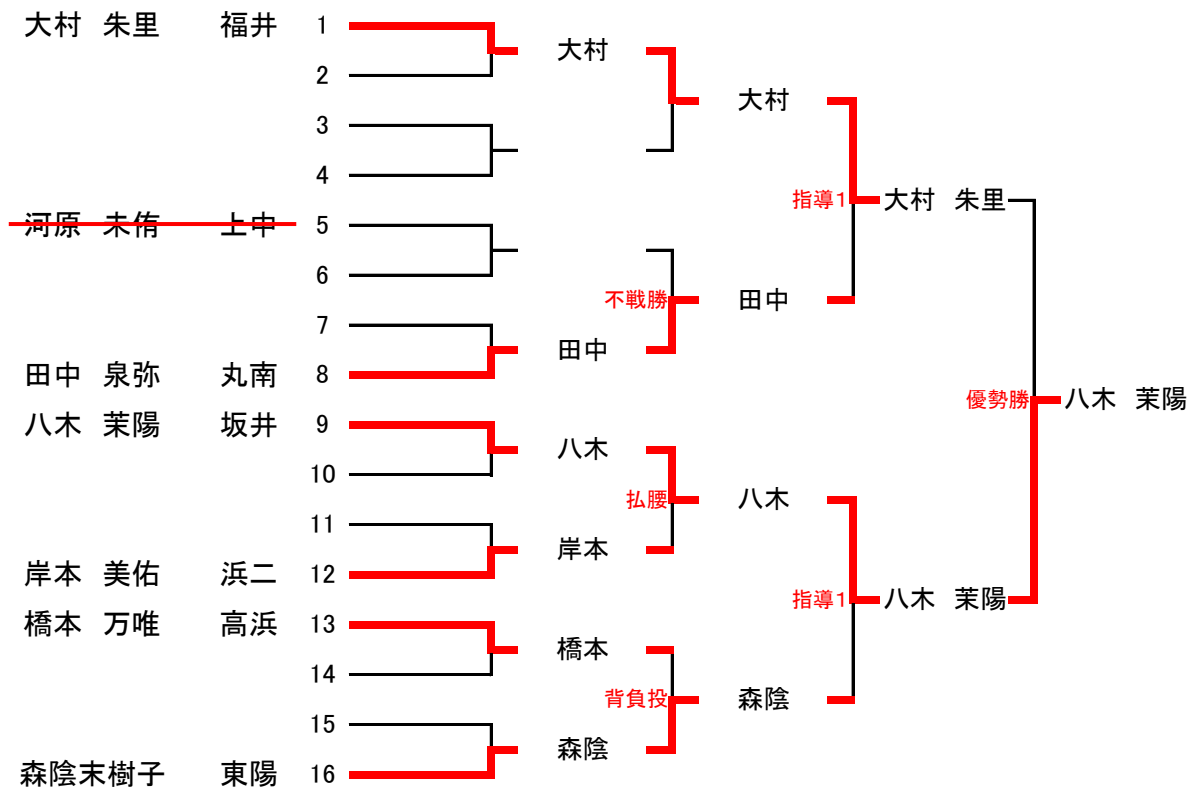 大村 朱里 福井 1
大村
2
大村
3
4
指導1
大村 朱里
河原 未侑 上中 5
6
不戦勝
田中
7
田中
田中 泉弥 丸南 8
優勢勝
八木 茉陽
八木 茉陽 坂井 9
八木
10
払腰
八木
11
岸本
岸本 美佑 浜二 12
指導1
八木 茉陽
橋本 万唯 高浜 13
橋本
14
背負投
森陰
15
森陰
森陰末樹子 東陽 16